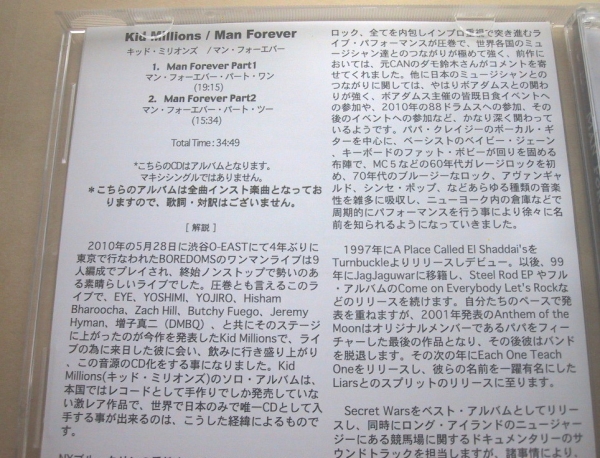 Kid Millions / Man Forever
キッド・ミリオンズ /マン・フォーエバー
1. Man Forever Part1
マン・フォーエバー・パート・ワン
(19:15)
2. Man Forever Part2
マン・フォーエバー・パート・ツー
(15:34)
Total Time : 34:49
*こちらのCDはアルバムとなります。
マキシシングルではありません。
*こちらのアルバムは全曲インスト楽曲となってお
りますので、歌詞・対訳はございません。
[ 解説 ]
2010年の5月28日に渋谷O-EASTにて4年ぶりに
東京で行なわれたBOREDOMSのワンマンライブは9
人編成でプレイされ、終始ノンストップで勢いのあ
る素晴らしいライブでした。圧巻とも言えるこのラ
イブで、EYE、YOSHIMI、YOJIRO、Hisham
Bharoocha、Zach Hill、Butchy Fuego、Jeremy
Hyman、増子真二（DMBQ）、と共にそのステージ
に上がったのが今作を発表したKid Millionsで、ラ
イブの為に来日した彼に会い、飲みに行き盛り上がり
、この音源のCD化をする事になりました。Kid
Millions(キッド・ミリオンズ)のソロ・アルバムは、
本国ではレコードとして手作りでしか発売していな
い激レア作品で、世界で日本のみで唯一CDとして入
手する事が出来るのは、こうした経緯によるもので
す。
ロック、全てを内包しインプロ重視で突き進むラ
イブ・パフォーマンスが圧巻で、世界各国のミュ
ージシャン達とのつながりが極めて強く、前作に
おいては、元CANのダモ鈴木さんがコメントを寄
せてくれました。他に日本のミュージシャンとの
つながりに関しては、やはりボアダムスとの関わ
りが強く、ボアダムス主催の皆既日食イベントへ
の参加や、2010年の88ドラムスへの参加、その
後のイベントへの参加など、かなり深く関わって
いるようです。パパ・クレイジーのボーカル・ギ
ターを中心に、ベーシストのベイビー・ジェーン
、キーボードのファット・ボビーが回りを固める
布陣で、MC5などの60年代ガレージロックを初
め、70年代のブルージーなロック、アヴァンギャ
ルド、シンセ・ポップ、などあらゆる種類の音楽
性を雑多に吸収し、ニューヨーク内の倉庫などで
周期的にパフォーマンスを行う事により徐々に名
前を知られるようになっていきました。
1997年にA Place Called El Shaddai'sを
Turnbuckleよりリリースしデビュー。以後、99
年にJagJaguwarに移籍し、Steel Rod EP やフル
・アルバムのCome on Everybody Let's Rockな
どのリリースを続けます。自分たちのペースで発
表を重ねますが、2001年発表のAnthem of the
Moonはオリジナルメンバーであるパパをフィー
チャーした最後の作品となり、その後彼はバンド
を脱退します。その次の年にEach One Teach
Oneをリリースし、彼らの名前を一躍有名にした
Liarsとのスプリットのリリースに至ります。
Secret Warsをベスト・アルバムとしてリリー
スし、同時にロング・アイランドのニュージャー
ジーにある競馬場に関するドキュメンタリーのサ
ウンドトラックを担当しますが、諸事情により、